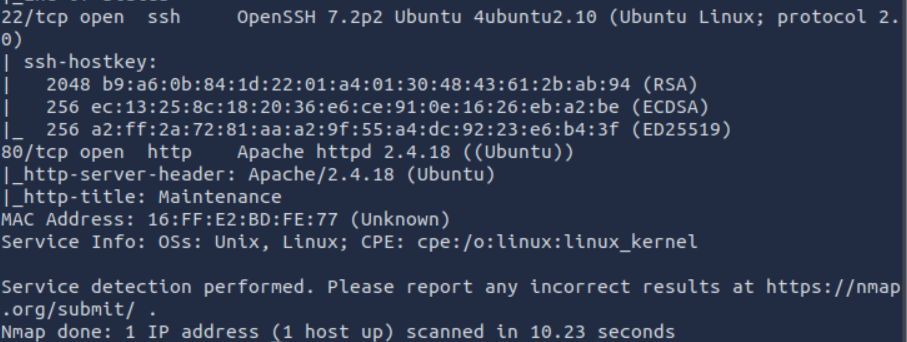 22/tcp open  ssh     OpenSSH 7.2p2 Ubuntu 4ubuntu2.10 (Ubuntu Linux; protocol 2.
0)
| ssh-hostkey:
|   2048 b9:a6:0b:84:1d:22:01:a4:01:30:48:43:61:2b:ab:94 (RSA)
|   256 ec:13:25:8c:18:20:36:e6:ce:91:0e:16:26:eb:a2:be (ECDSA)
|_  256 a2:ff:2a:72:81:aa:a2:9f:55:a4:dc:92:23:e6:b4:3f (ED25519)
80/tcp open  http    Apache httpd 2.4.18 ((Ubuntu))
|_http-server-header: Apache/2.4.18 (Ubuntu)
|_http-title: Maintenance
MAC Address: 16:FF:E2:BD:FE:77 (Unknown)
Service Info: OSs: Unix, Linux; CPE: cpe:/o:linux:linux_kernel

Service detection performed. Please report any incorrect results at https://nmap
.org/submit/ .
Nmap done: 1 IP address (1 host up) scanned in 10.23 seconds